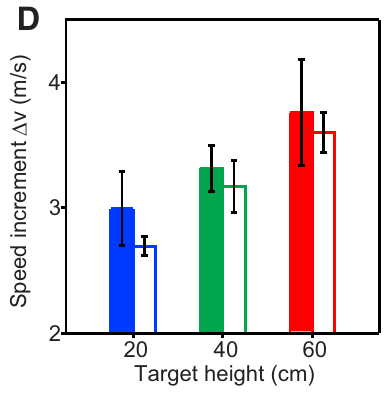 D
Speed increment Δv (m/s)
4
3
2
20 40 60
Target height (cm)